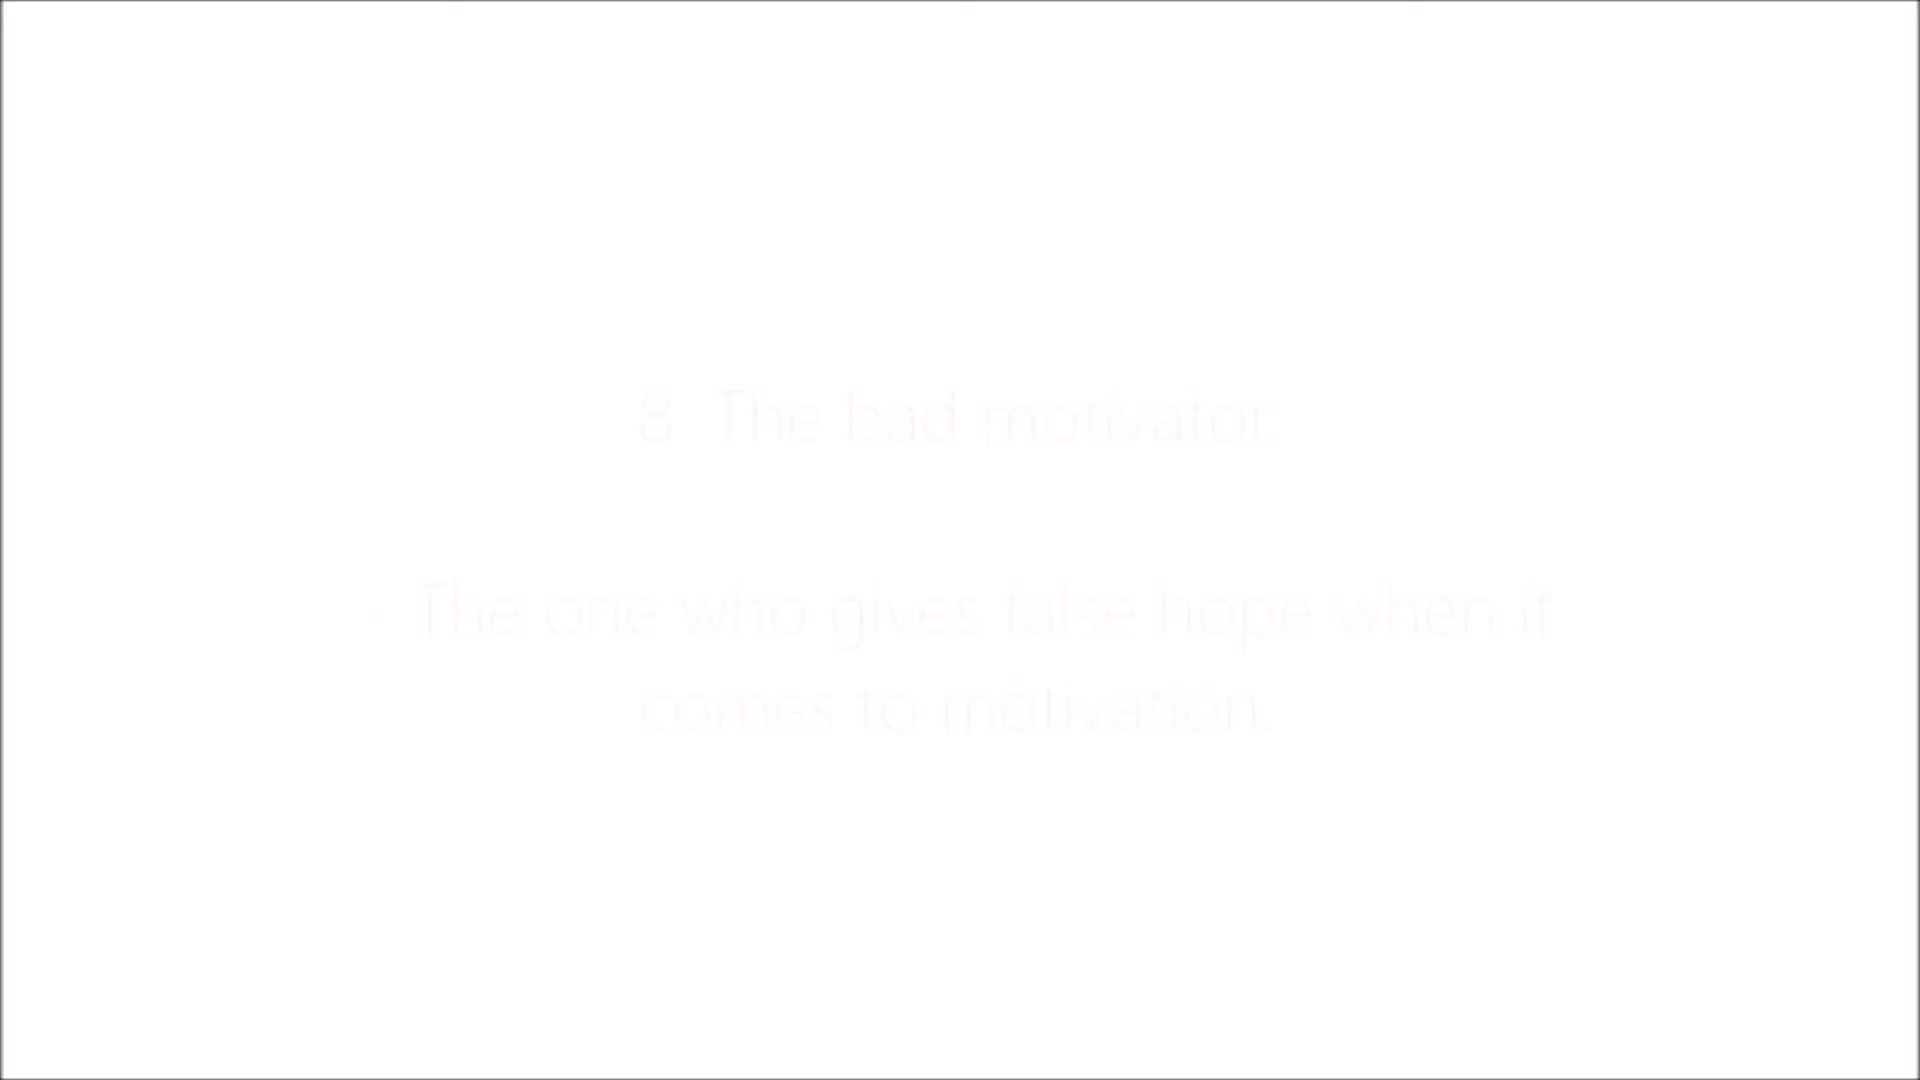 8 The bad motivator.
- The one who gives false hope when it
comes to motivation.